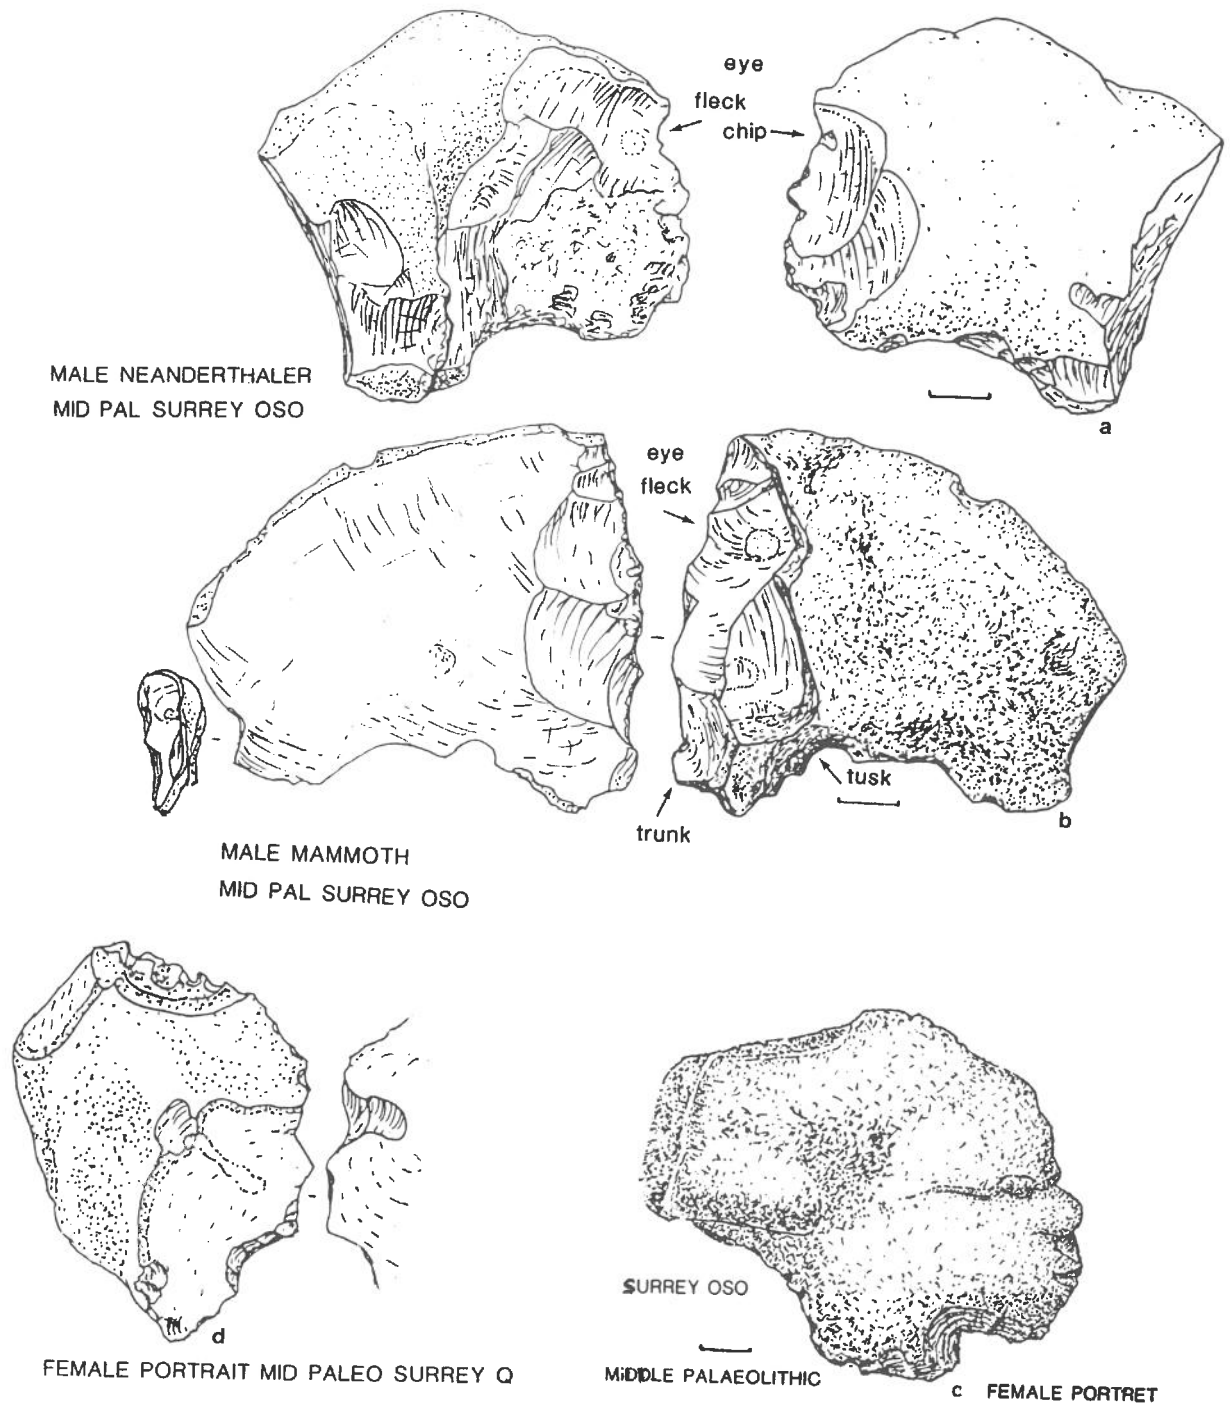 eye
fleck
chip
MALE NEANDERTHALER
MID PAL SURREY OSO
a
eye
fleck
tusk
trunk
b
MALE MAMMOTH
MID PAL SURREY OSO
d
FEMALE PORTRAIT MID PALEO SURREY Q
SURREY OSO
MIDDLE PALAEOLITHIC
c FEMALE PORTRET